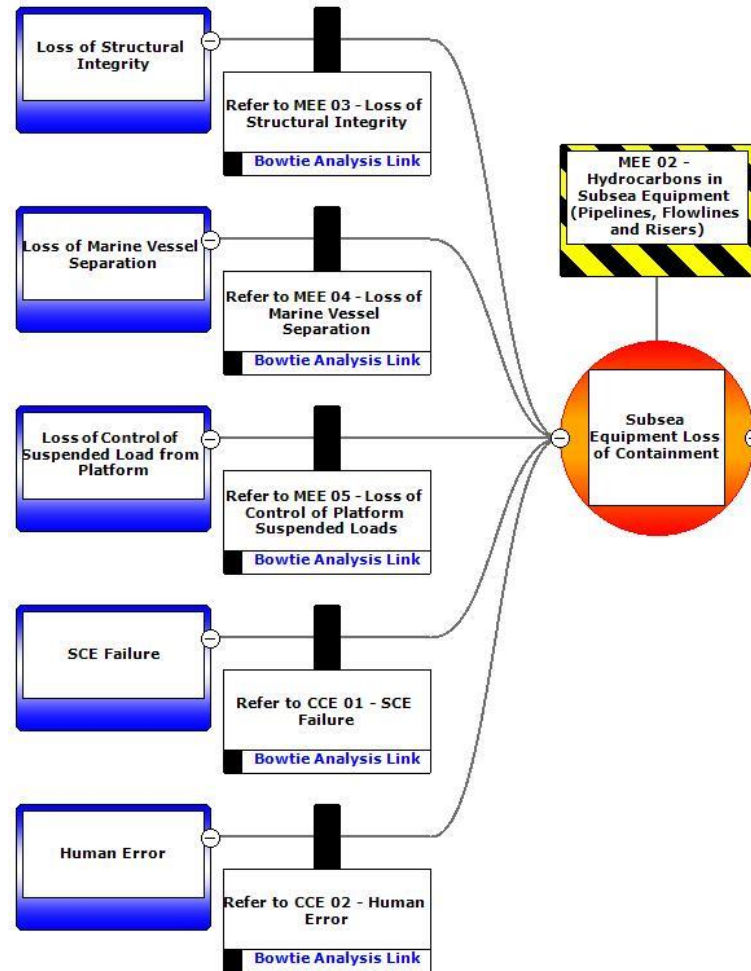 Loss of Structural
Integrity
Refer to MEE 03 - Loss of
Structural Integrity
Bowtie Analysis Link
MEE 02 -
Hydrocarbons in
Subsea Equipment
(Pipelines, Flowlines
and Risers)
Loss of Marine Vessel
Separation
Refer to MEE 04 - Loss of
Marine Vessel
Separation
Bowtie Analysis Link
Subsea
Equipment Loss
of Containment
Loss of Control of
Suspended Load from
Platform
Refer to MEE 05 - Loss of
Control of Platform
Suspended Loads
Bowtie Analysis Link
SCE Failure
Refer to CCE 01 - SCE
Failure
Bowtie Analysis Link
Human Error
Refer to CCE 02 - Human
Error
Bowtie Analysis Link